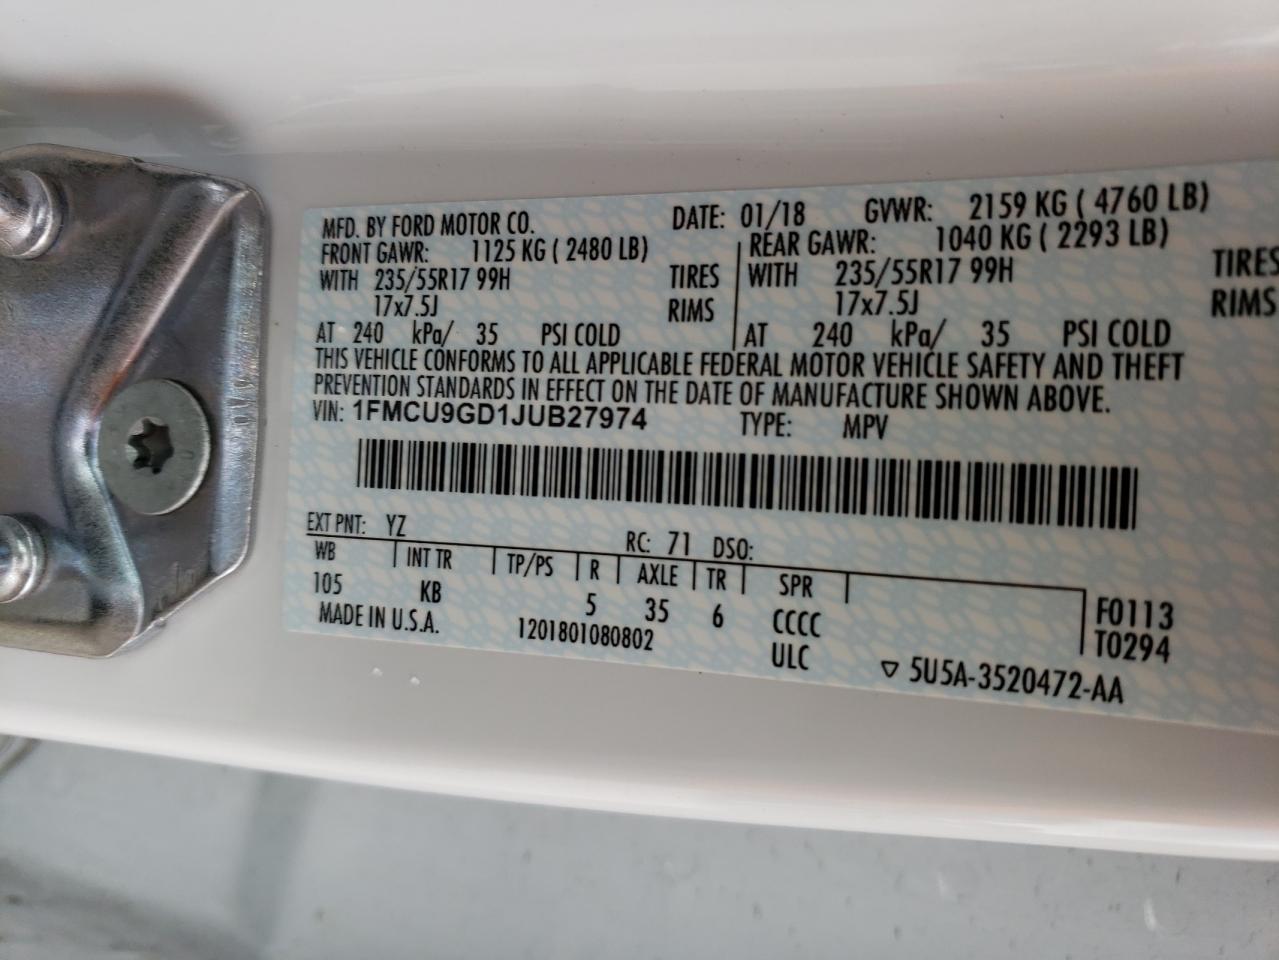 MFD. BY FORD MOTOR CO. DATE: 01/18 GVWR: 2159 KG ( 4760 LB)
FRONT GAWR: 1125 KG ( 2480 LB) REAR GAWR: 1040 KG ( 2293 LB)
WITH 235/55R17 99H TIRES WITH 235/55R17 99H TIRES
17x7.5J RIMS 17x7.5J RIMS
AT 240 kPa/ 35 PSI COLD AT 240 kPa/ 35 PSI COLD
THIS VEHICLE CONFORMS TO ALL APPLICABLE FEDERAL MOTOR VEHICLE SAFETY AND THEFT
PREVENTION STANDARDS IN EFFECT ON THE DATE OF MANUFACTURE SHOWN ABOVE.
VIN: 1FMCU9GD1JUB27974 TYPE: MPV
EXT PNT: YZ RC: 71 DSO:
WB INT TR TP/PS R AXLE TR SPR
105 KB 5 35 6 CCCC F0113
MADE IN U.S.A. 1201801080802 ULC T0294
5U5A-3520472-AA